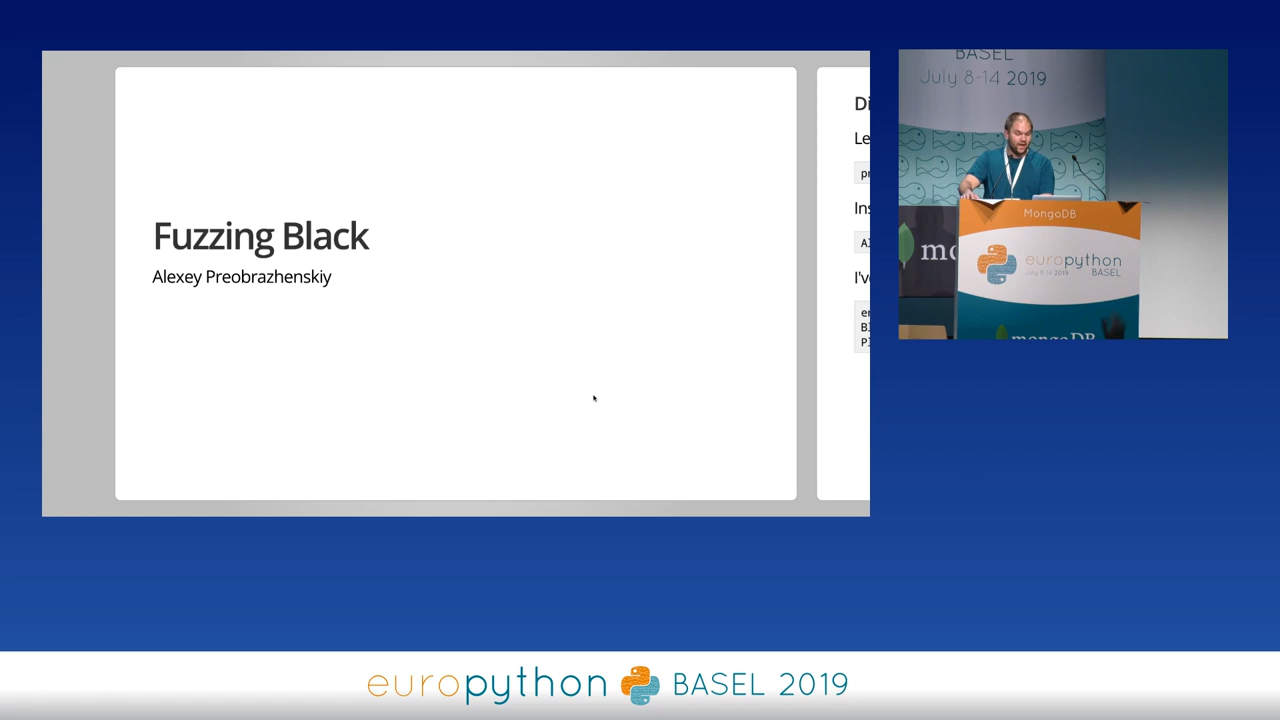 Fuzzing Black
Alexey Preobrazhenskiy
BASEL
July 8-14 2019
MongoDB
europython
July 8-14 2019
BASEL
mongoDB
europython BASEL 2019